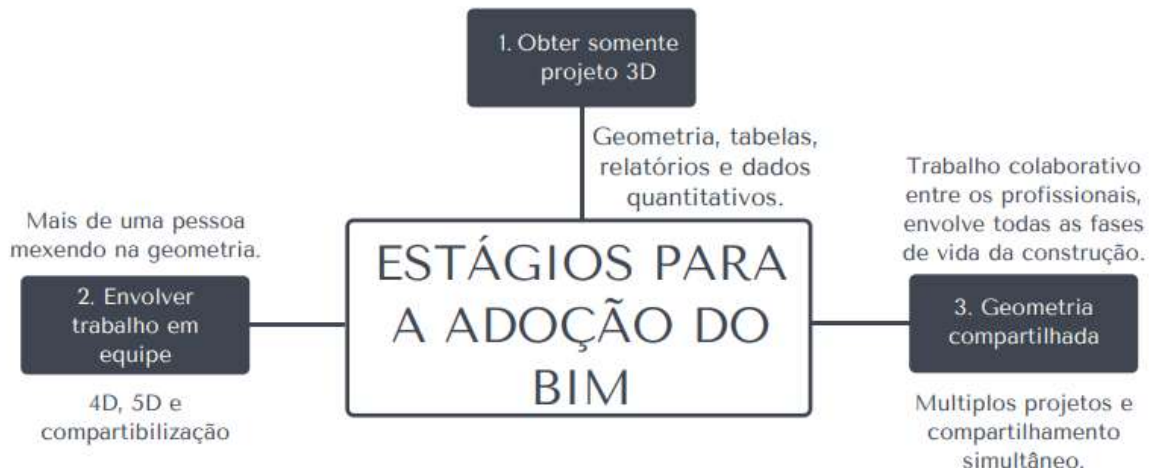 1. Obter somente
projeto 3D
Geometria, tabelas,
relatórios e dados
quantitativos.
Mais de uma pessoa
mexendo na geometria.
2. Envolver
trabalho em
equipe
4D, 5D e
compartibilização
ESTÁGIOS PARA
A ADOÇÃO DO
BIM
Trabalho colaborativo
entre os profissionais,
envolve todas as fases
de vida da construção.
3. Geometria
compartilhada
Multiplos projetos e
compartilhamento
simultâneo.